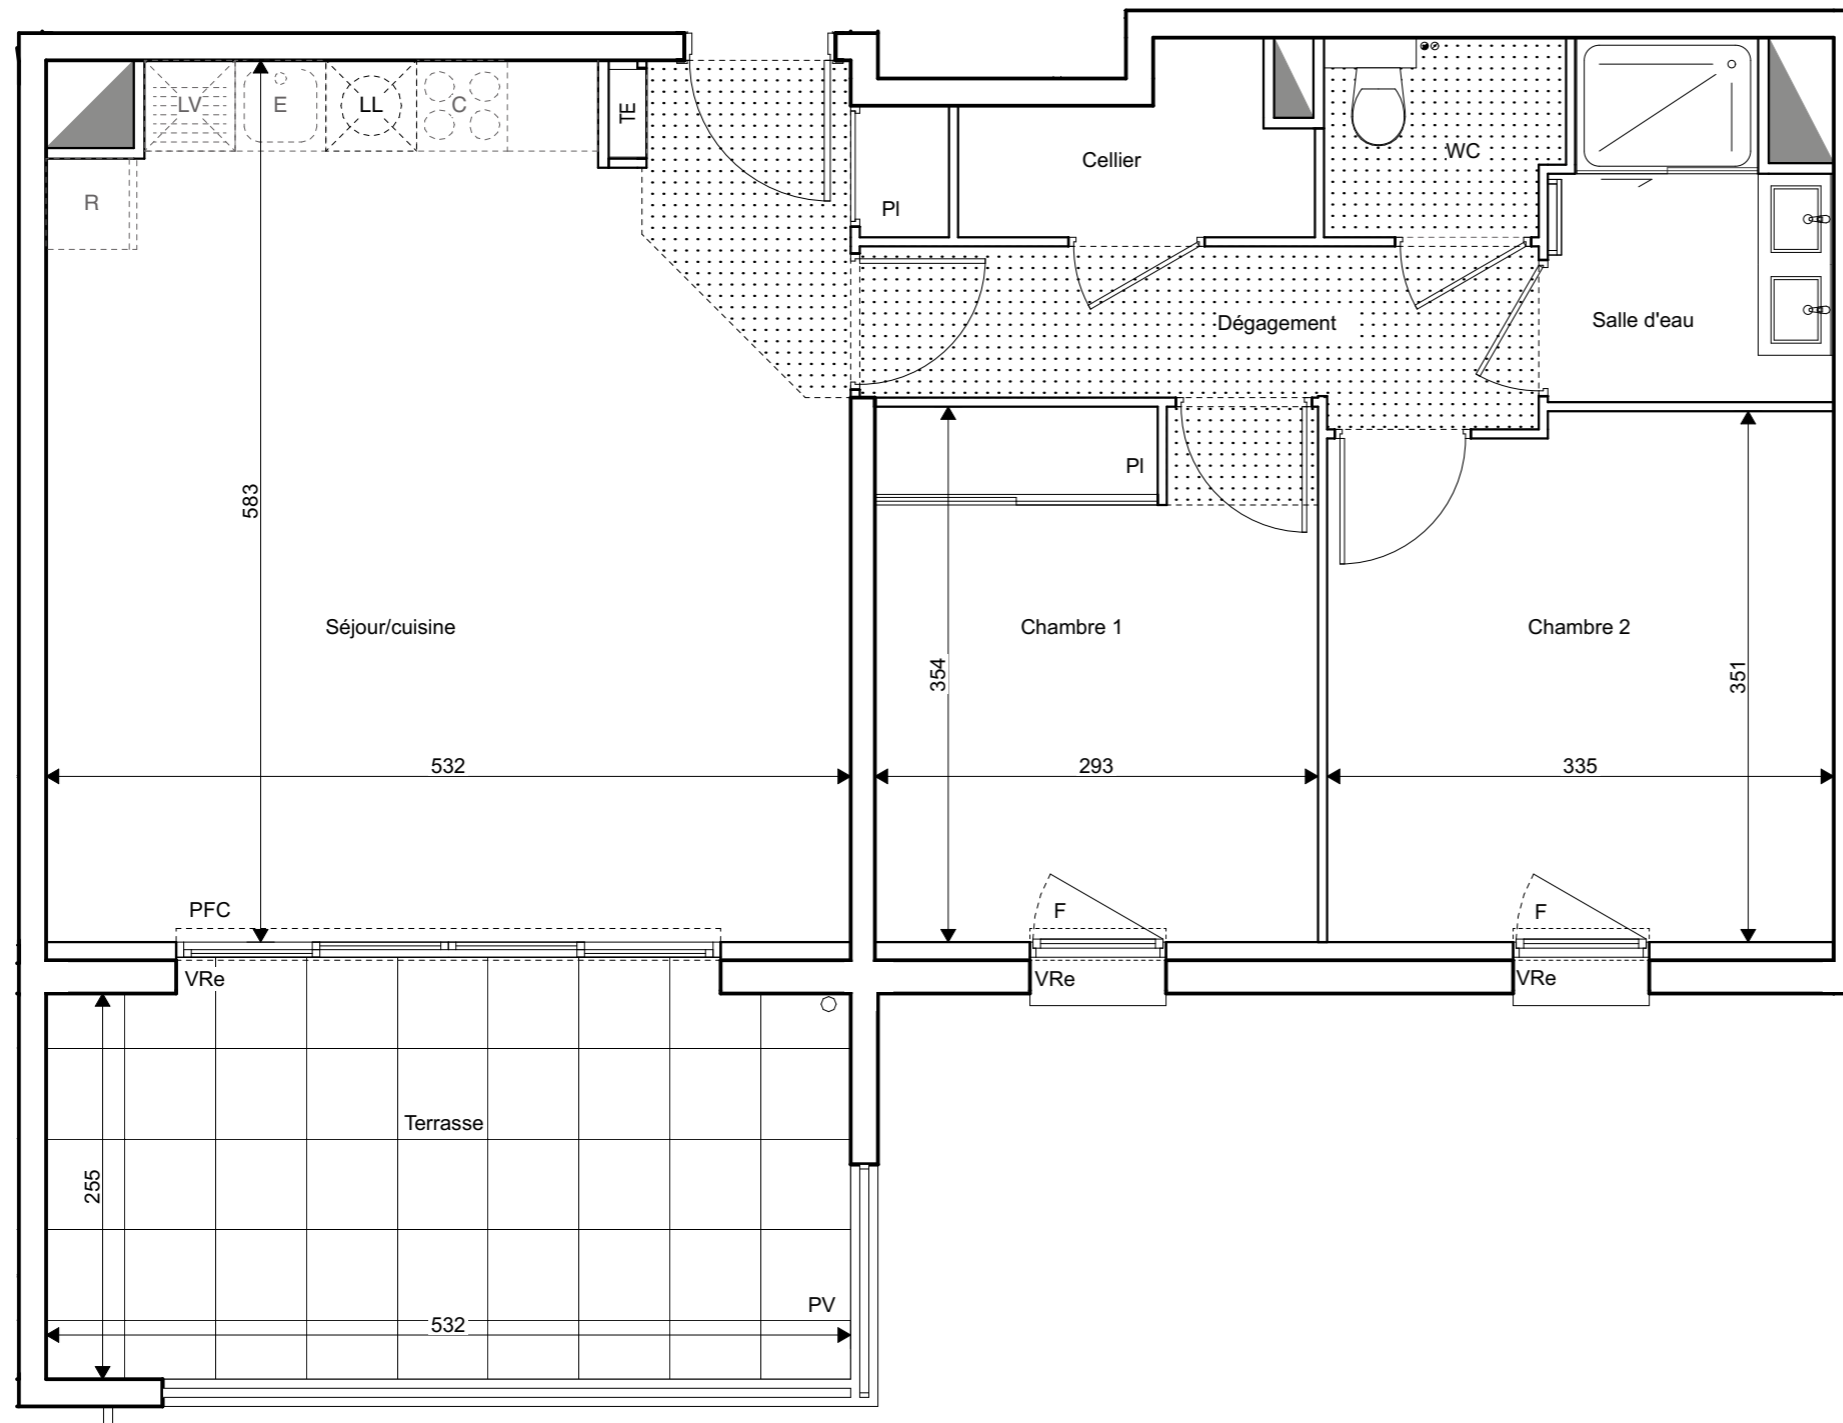 LV
E
LL
C
TE
R
Pl
Cellier
WC
Dégagement
Salle d'eau
Pl
583
Séjour/cuisine
Chambre 1
Chambre 2
354
351
532
293
335
PFC
F
F
VRe
VRe
VRe
Terrasse
255
PV
532